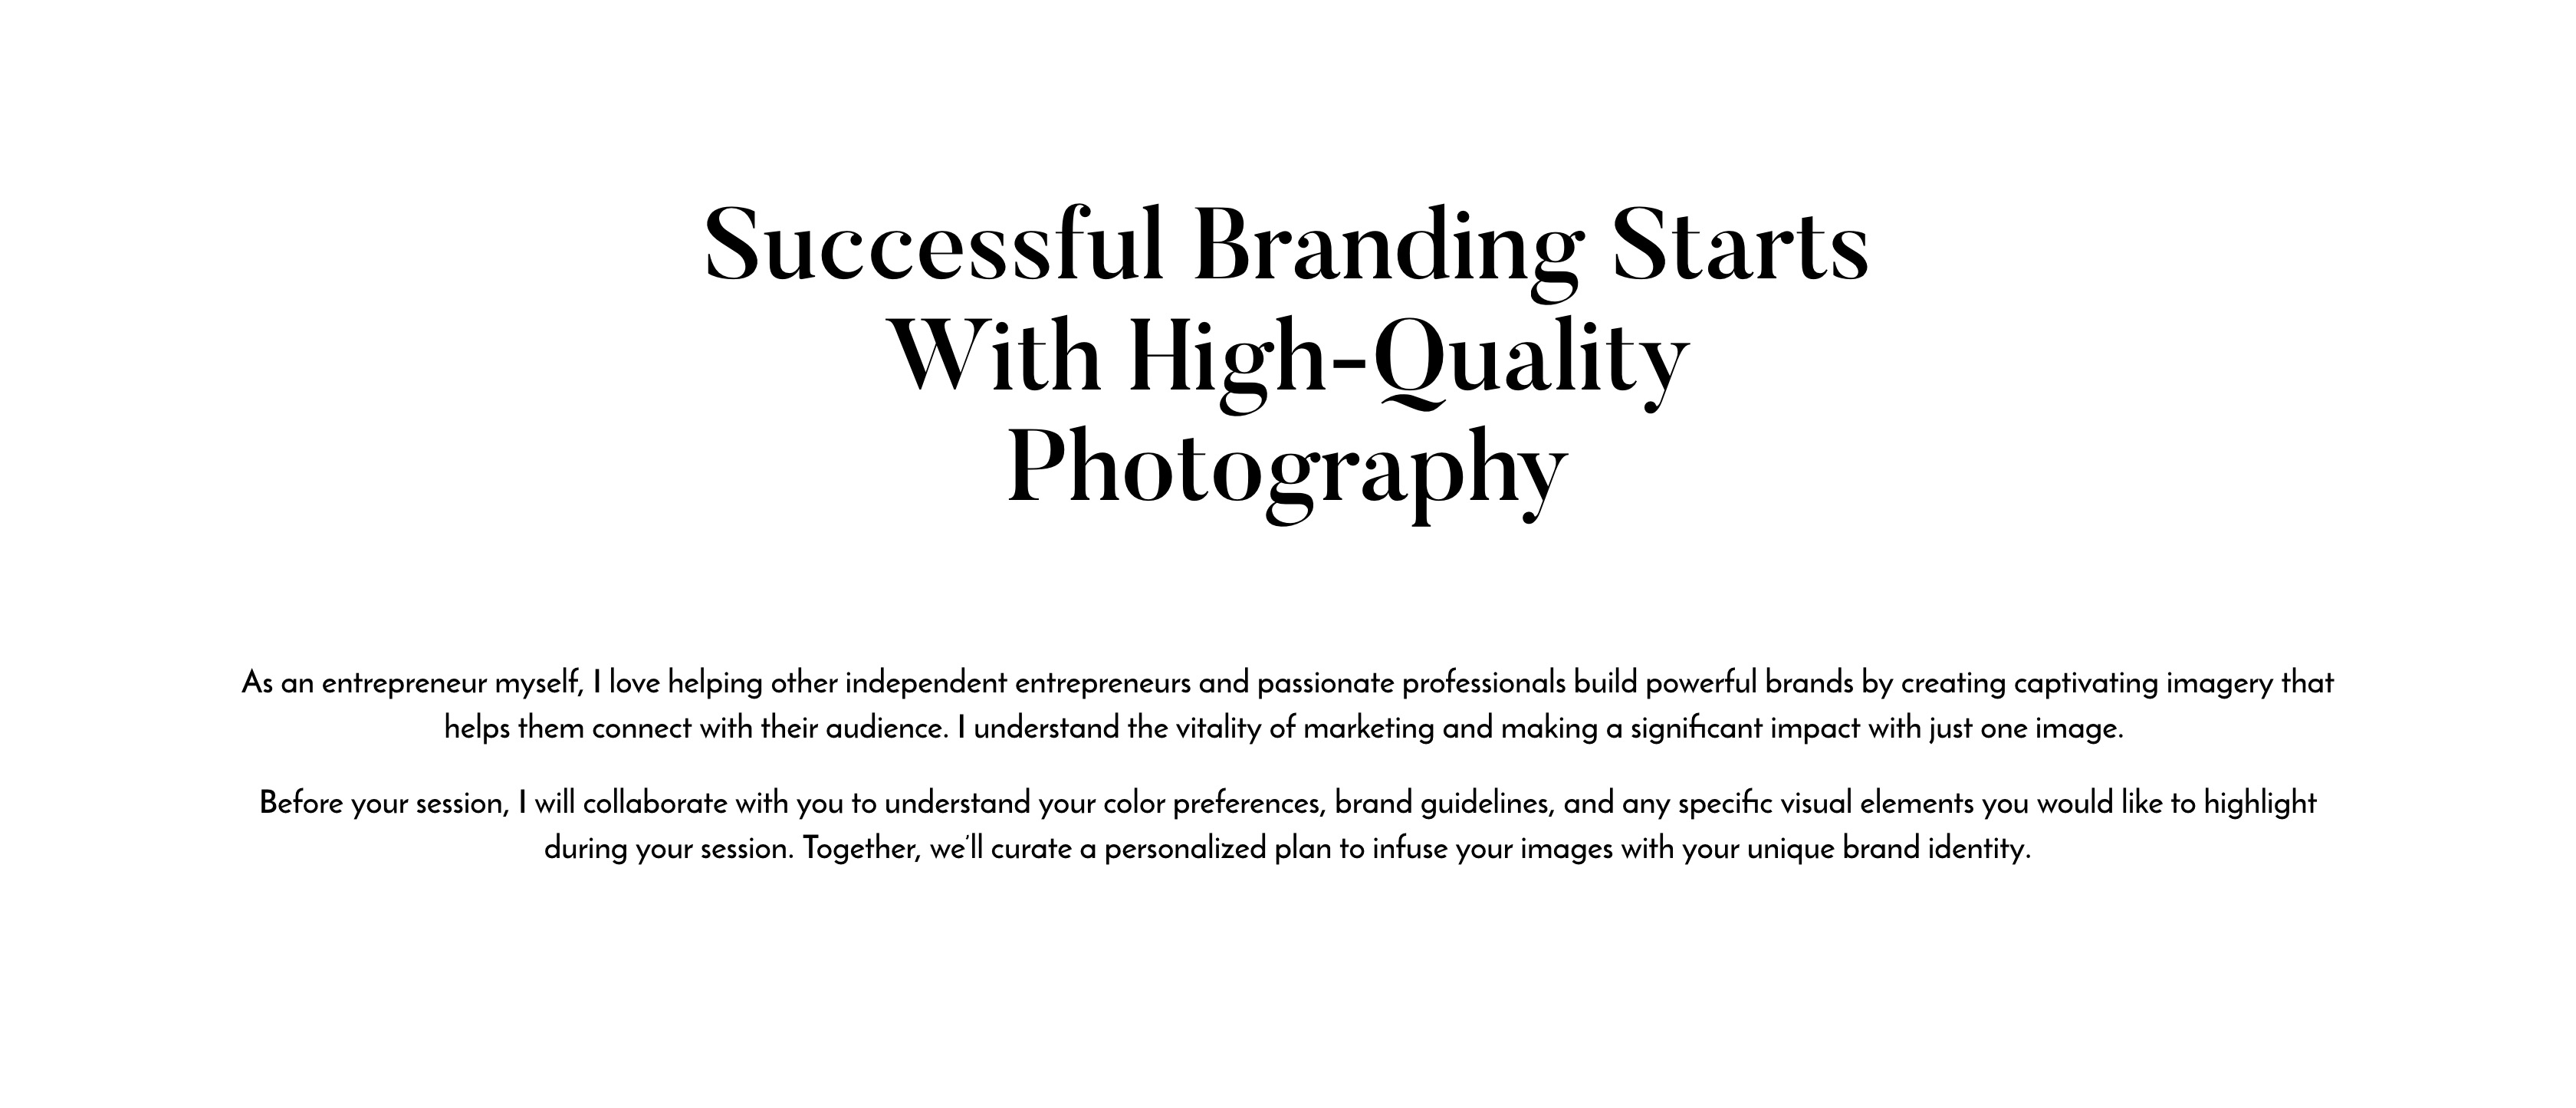 Successful Branding Starts
With High-Quality
Photography
As an entrepreneur myself, I love helping other independent entrepreneurs and passionate professionals build powerful brands by creating captivating imagery that
helps them connect with their audience. I understand the vitality of marketing and making a significant impact with just one image.
Before your session, I will collaborate with you to understand your color preferences, brand guidelines, and any specific visual elements you would like to highlight
during your session. Together, we'll curate a personalized plan to infuse your images with your unique brand identity.